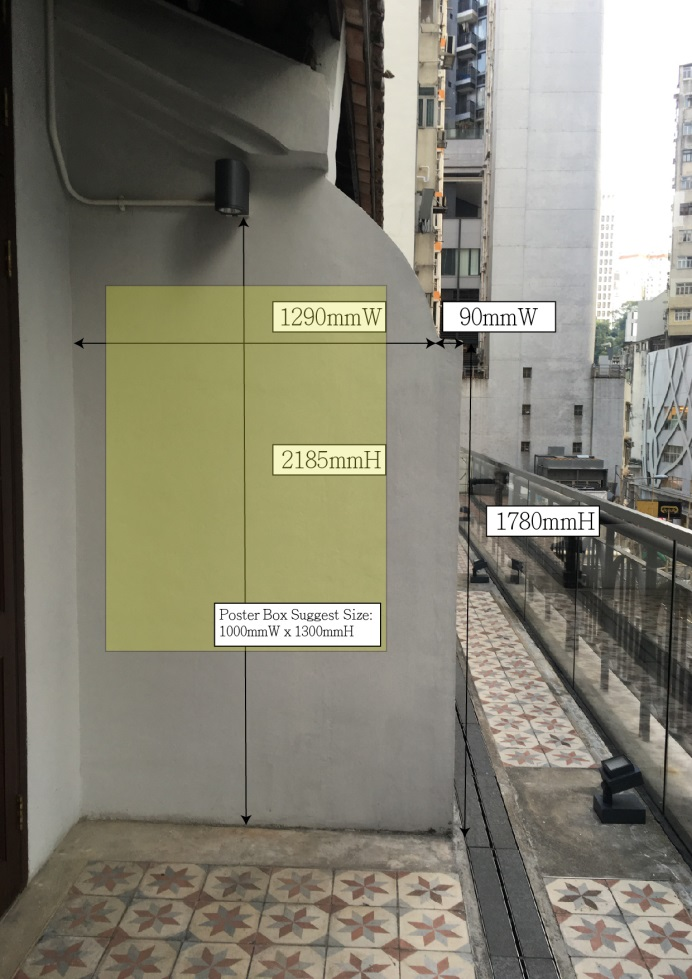 1290mmW
90mmW
2185mmH
1780mmH
Poster Box Suggest Size:
1000mmW x 1300mmH